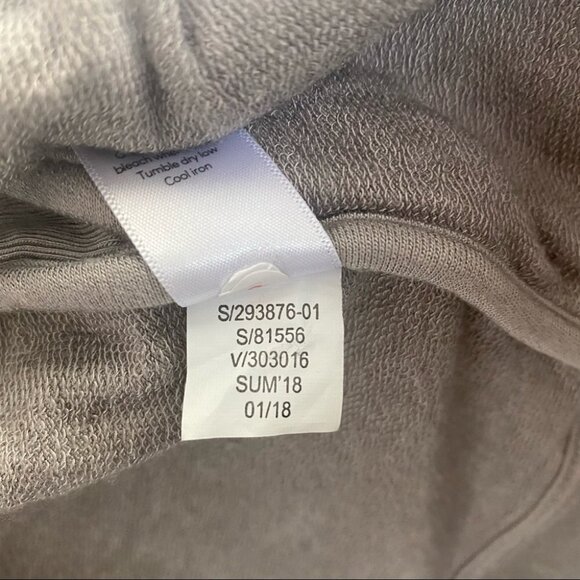 bleach
Tumble dry low
Cool iron
S/293876-01
S/81556
V/303016
SUM'18
01/18